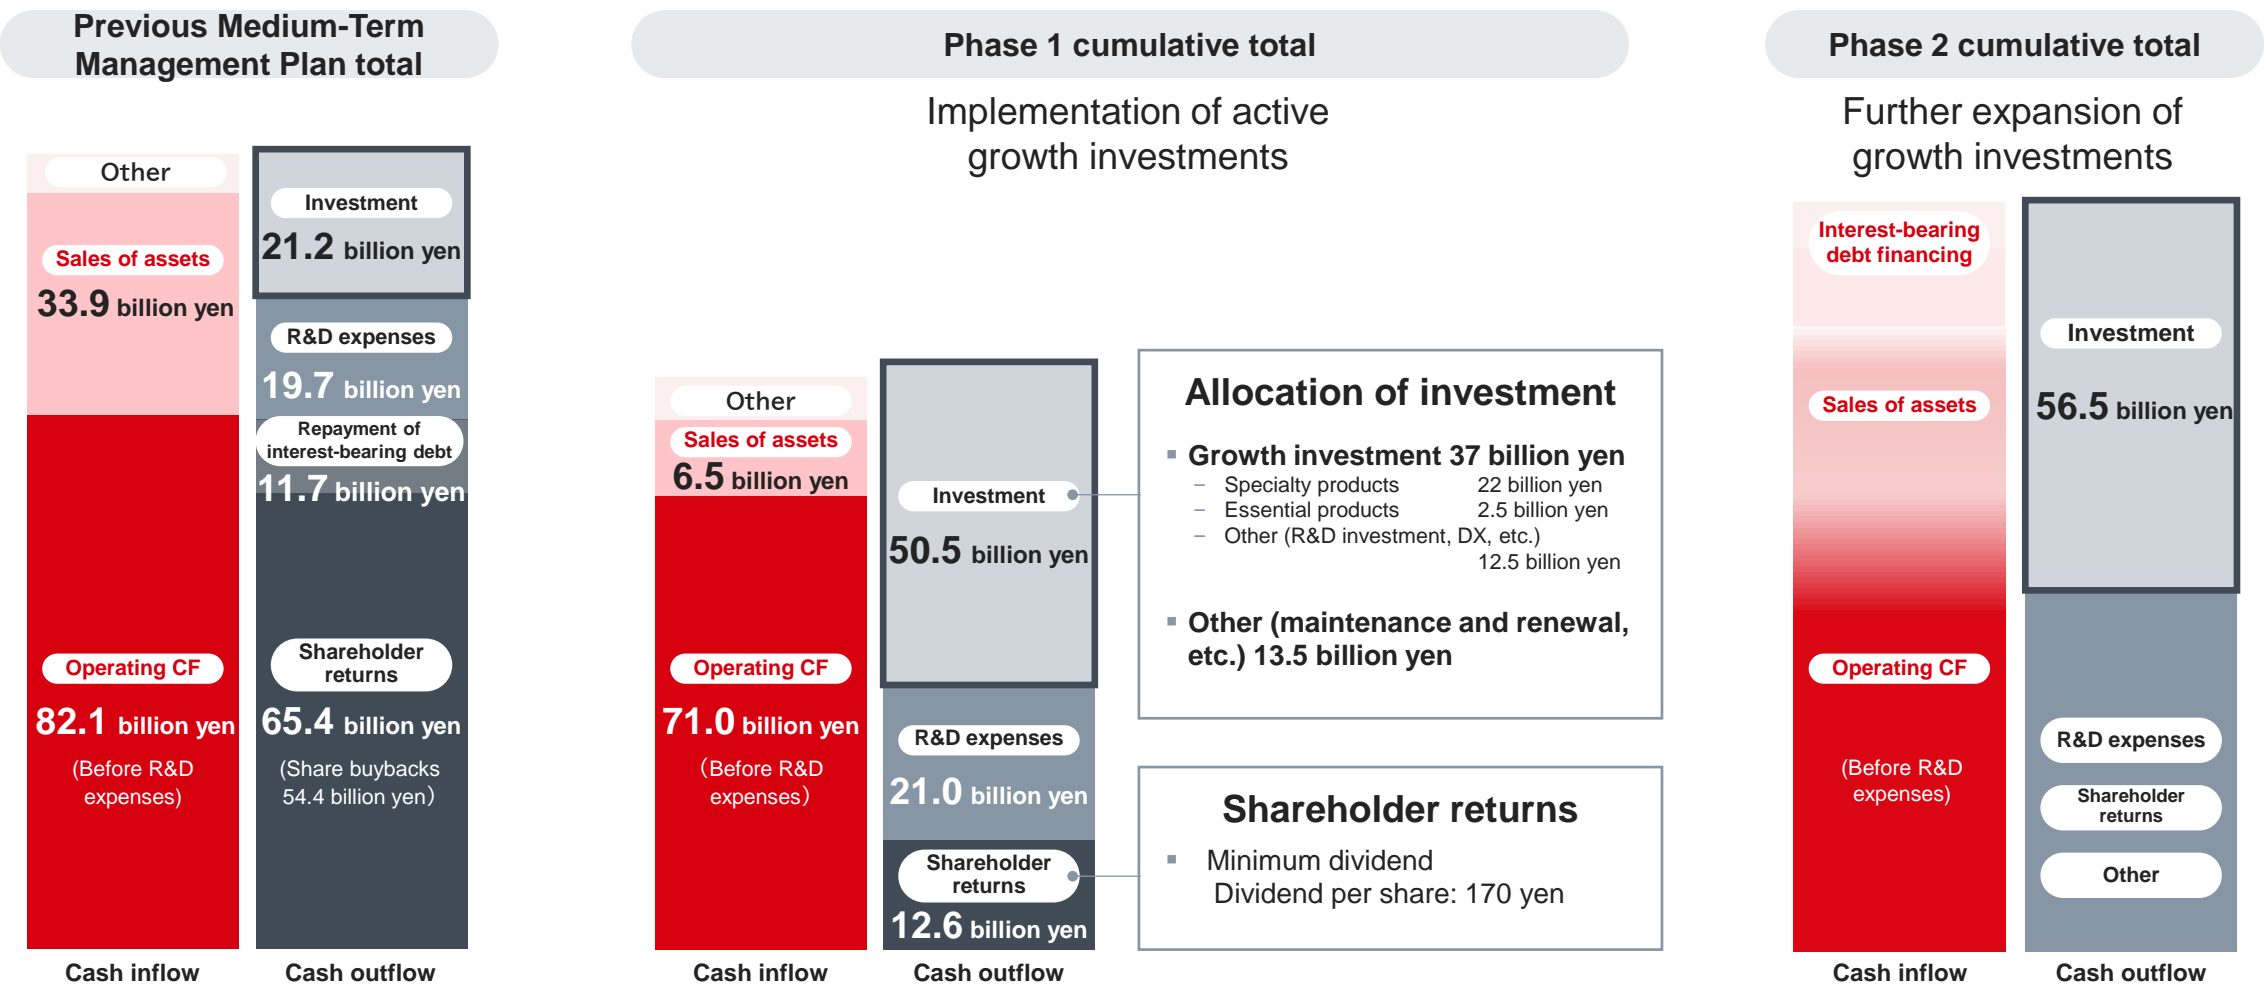 Previous Medium-Term
Management Plan total
Other
Sales of assets
33.9 billion yen
Operating CF
82.1 billion yen
(Before R&D
expenses)
Cash inflow
Investment
21.2 billion yen
R&D expenses
19.7 billion yen
Repayment of
interest-bearing debt
11.7 billion yen
Shareholder
returns
65.4 billion yen
(Share buybacks
54.4 billion yen）
Cash outflow
Phase 1 cumulative total
Implementation of active
growth investments
Other
Sales of assets
6.5 billion yen
Operating CF
71.0 billion yen
（Before R&D
expenses）
Cash inflow
Investment
50.5 billion yen
R&D expenses
21.0 billion yen
Shareholder
returns
12.6 billion yen
Cash outflow
Allocation of investment
▪ Growth investment 37 billion yen
– Specialty products 22 billion yen
– Essential products 2.5 billion yen
– Other (R&D investment, DX, etc.)
12.5 billion yen
▪ Other (maintenance and renewal,
etc.) 13.5 billion yen
Shareholder returns
▪ Minimum dividend
Dividend per share: 170 yen
Phase 2 cumulative total
Further expansion of
growth investments
Interest-bearing
debt financing
Sales of assets
Operating CF
(Before R&D
expenses)
Cash inflow
Investment
56.5 billion yen
R&D expenses
Shareholder
returns
Other
Cash outflow